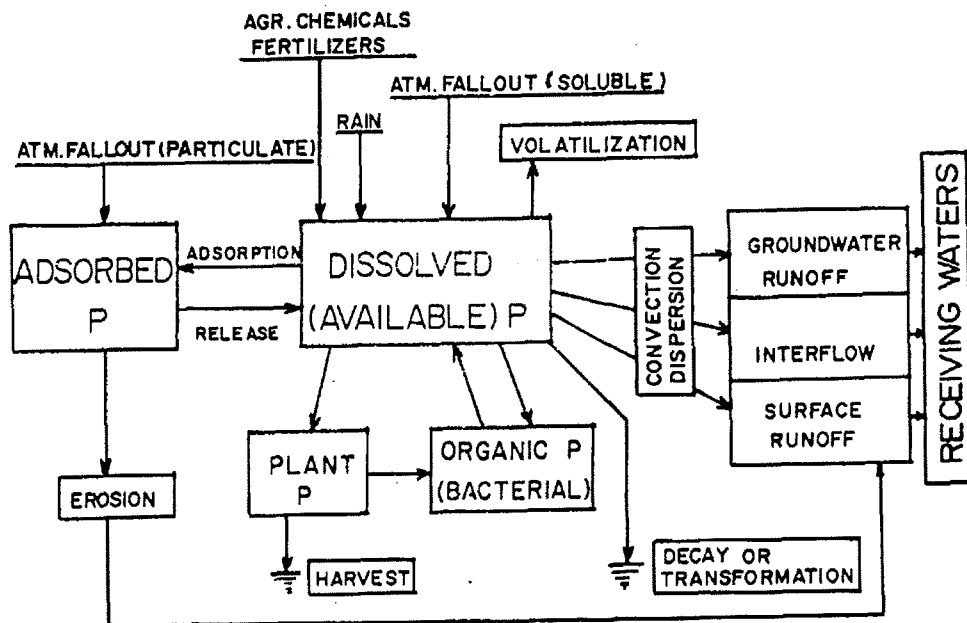 AGR. CHEMICALS
FERTILIZERS
ATM. FALLOUT (SOLUBLE)
RAIN
ATM. FALLOUT (PARTICULATE)
VOLATILIZATION
ADSORBED
P
ADSORPTION
RELEASE
DISSOLVED
(AVAILABLE) P
CONVECTION
DISPERSION
GROUNDWATER
RUNOFF
INTERFLOW
SURFACE
RUNOFF
RECEIVING WATERS
PLANT
P
ORGANIC P
(BACTERIAL)
EROSION
HARVEST
DECAY OR
TRANSFORMATION